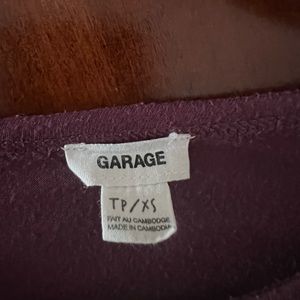 GARAGE
TP/XS
FAIT AU CAMBODGE
MADE IN CAMBODIA